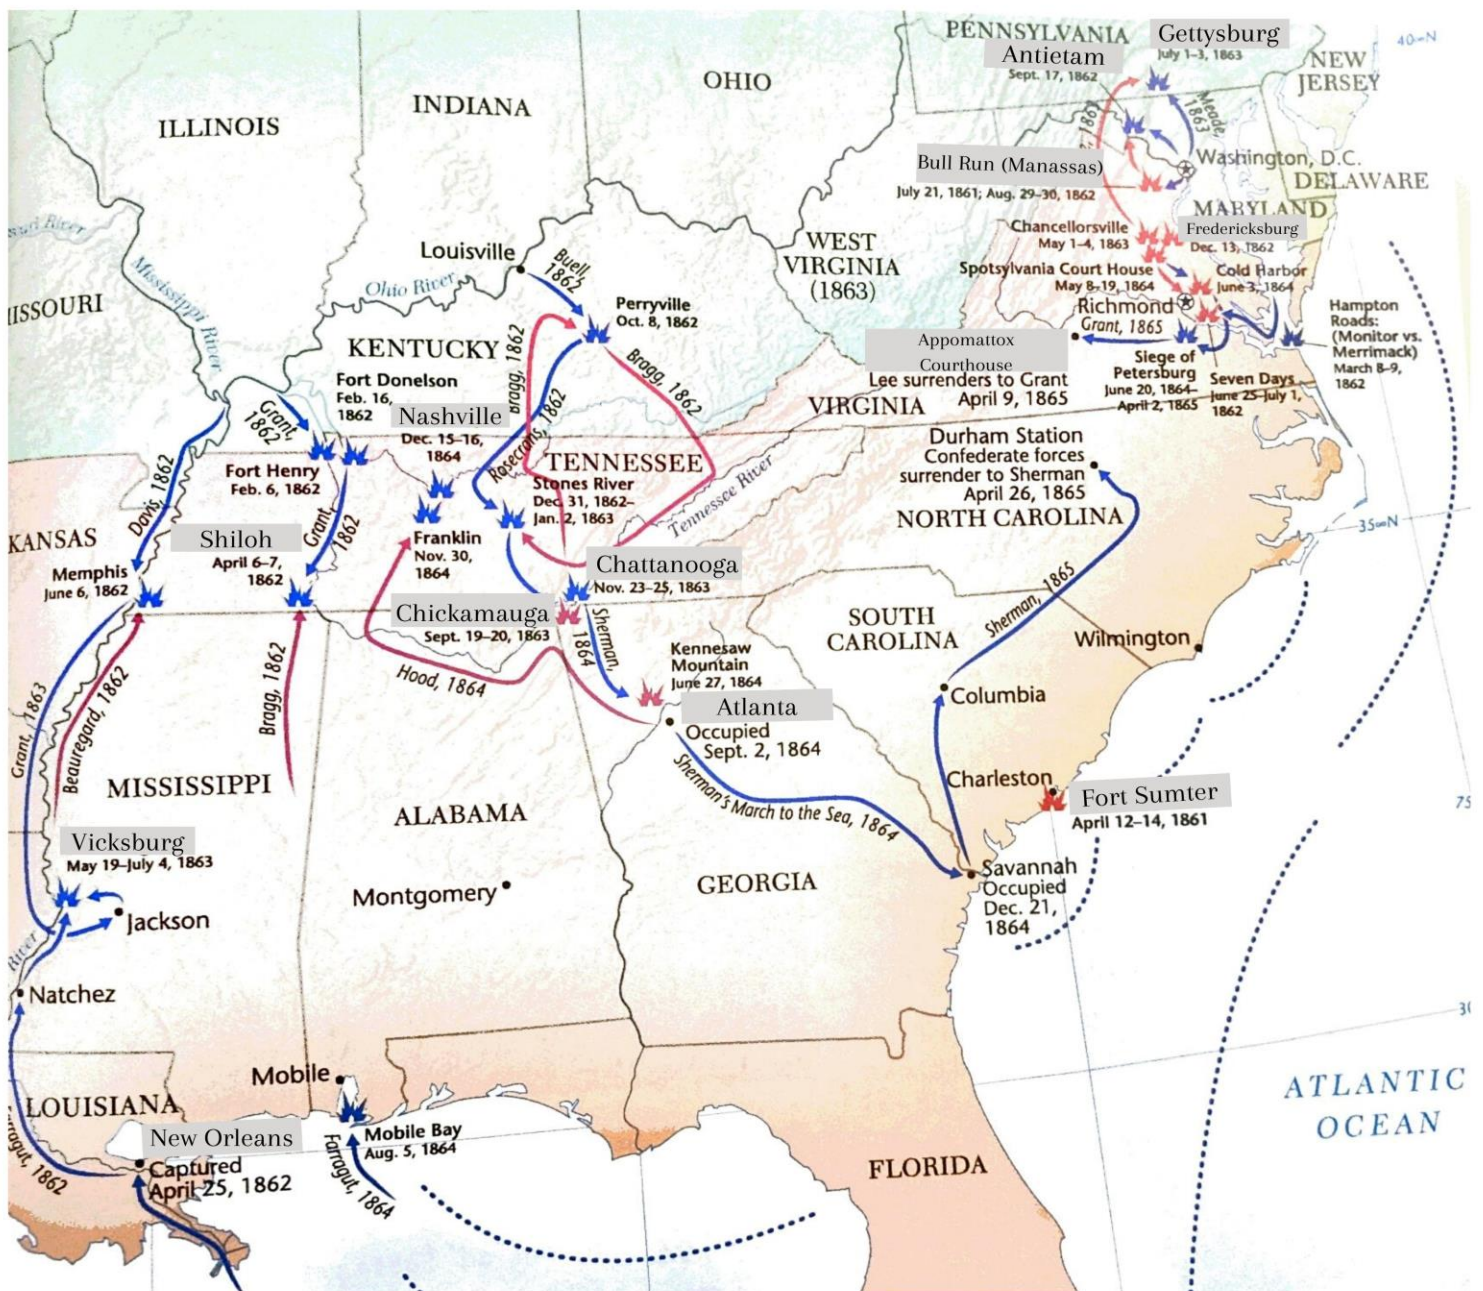 PENNSYLVANIA
Gettysburg
July 1–3, 1863
40∞N
Antietam
Sept. 17, 1862
NEW
JERSEY
OHIO
INDIANA
ILLINOIS
Meade,
1863
Bull Run (Manassas)
July 21, 1861; Aug. 29–30, 1862
Washington, D.C.
DELAWARE
MARYLAND
Chancellorsville
May 1–4, 1863
Fredericksburg
Dec. 13, 1862
WEST
VIRGINIA
(1863)
Spotsylvania Court House
May 8–19, 1864
Cold Harbor
June 3, 1864
Richmond
Grant, 1865
Hampton
Roads:
(Monitor vs.
Merrimack)
March 8–9,
1862
Appomattox
Courthouse
Lee surrenders to Grant
April 9, 1865
Siege of
Petersburg
June 20, 1864–
April 2, 1865
Seven Days
June 25–July 1,
1862
VIRGINIA
Louisville
Buell,
1862
Ohio River
Mississippi River
River
ISSOURI
Perryville
Oct. 8, 1862
KENTUCKY
Bragg, 1862
Bragg, 1862
Fort Donelson
Feb. 16,
1862
Grant,
1862
Nashville
Dec. 15–16,
1864
Rosecrans, 1862
TENNESSEE
Stones River
Dec. 31, 1862–
Jan. 2, 1863
Tennessee River
Durham Station
Confederate forces
surrender to Sherman
April 26, 1865
NORTH CAROLINA
35∞N
Fort Henry
Feb. 6, 1862
Davis, 1862
Grant,
1862
KANSAS
Shiloh
April 6–7,
1862
Franklin
Nov. 30,
1864
Memphis
June 6, 1862
Chattanooga
Nov. 23–25, 1863
Chickamauga
Sept. 19–20, 1863
Sherman,
1864
Hood, 1864
Kennesaw
Mountain
June 27, 1864
SOUTH
CAROLINA
Sherman, 1865
Wilmington
Grant, 1863
Beauregard, 1862
Bragg, 1862
Atlanta
Occupied
Sept. 2, 1864
Columbia
MISSISSIPPI
ALABAMA
Sherman's March to the Sea, 1864
Charleston
Fort Sumter
April 12–14, 1861
75
Vicksburg
May 19–July 4, 1863
Jackson
Montgomery
GEORGIA
Savannah
Occupied
Dec. 21,
1864
River
Natchez
30
Mobile
LOUISIANA
New Orleans
Captured
April 25, 1862
Mobile Bay
Aug. 5, 1864
Farragut, 1864
1862
FLORIDA
ATLANTIC
OCEAN